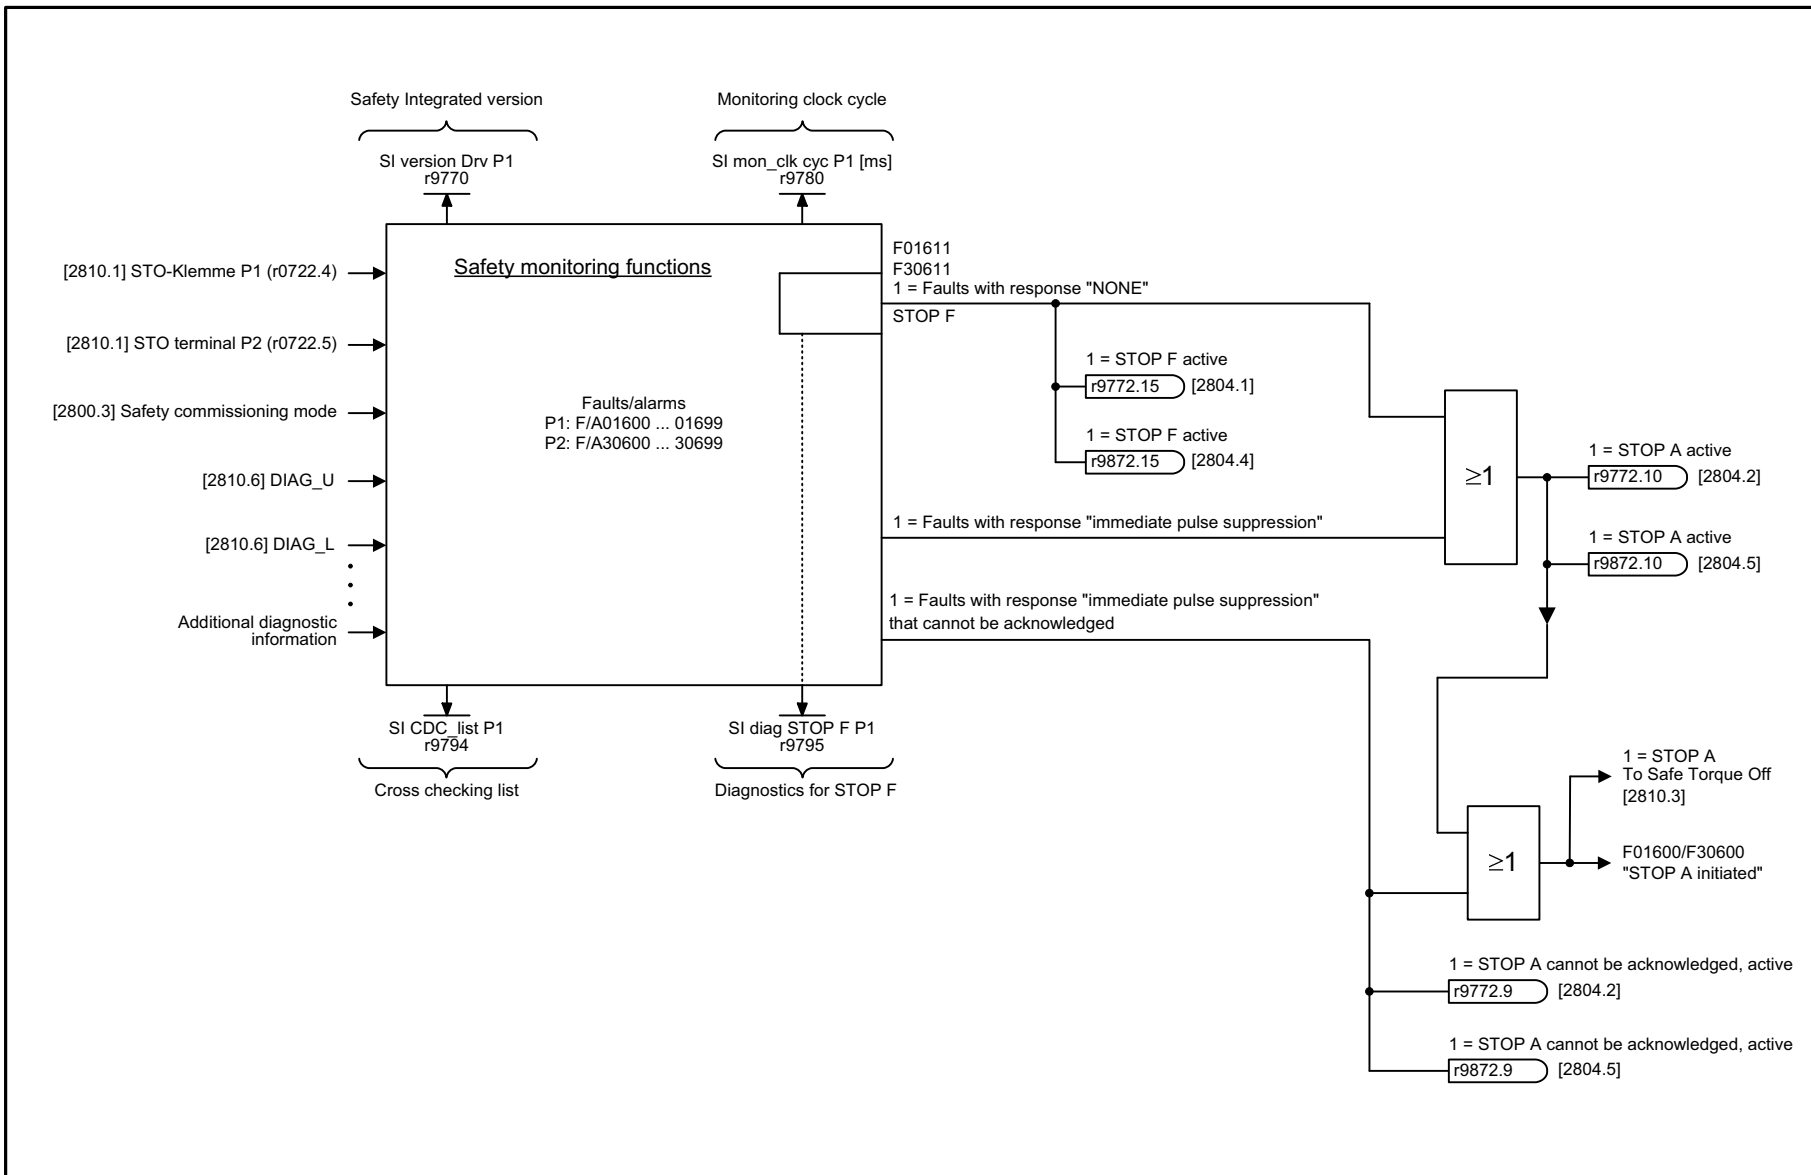 Safety Integrated version
Monitoring clock cycle
SI version Drv P1
r9770
SI mon_clk cyc P1 [ms]
r9780
[2810.1] STO-Klemme P1 (r0722.4)
[2810.1] STO terminal P2 (r0722.5)
[2800.3] Safety commissioning mode
[2810.6] DIAG_U
[2810.6] DIAG_L
Additional diagnostic
information
Safety monitoring functions
Faults/alarms
P1: F/A01600 ... 01699
P2: F/A30600 ... 30699
SI CDC_list P1
r9794
Cross checking list
SI diag STOP F P1
r9795
Diagnostics for STOP F
F01611
F30611
1 = Faults with response "NONE"
STOP F
1 = STOP F active
r9772.15 [2804.1]
1 = STOP F active
r9872.15 [2804.4]
1 = Faults with response "immediate pulse suppression"
1 = Faults with response "immediate pulse suppression"
that cannot be acknowledged
≥1
1 = STOP A active
r9772.10 [2804.2]
1 = STOP A active
r9872.10 [2804.5]
≥1
1 = STOP A
To Safe Torque Off
[2810.3]
F01600/F30600
"STOP A initiated"
1 = STOP A cannot be acknowledged, active
r9772.9 [2804.2]
1 = STOP A cannot be acknowledged, active
r9872.9 [2804.5]